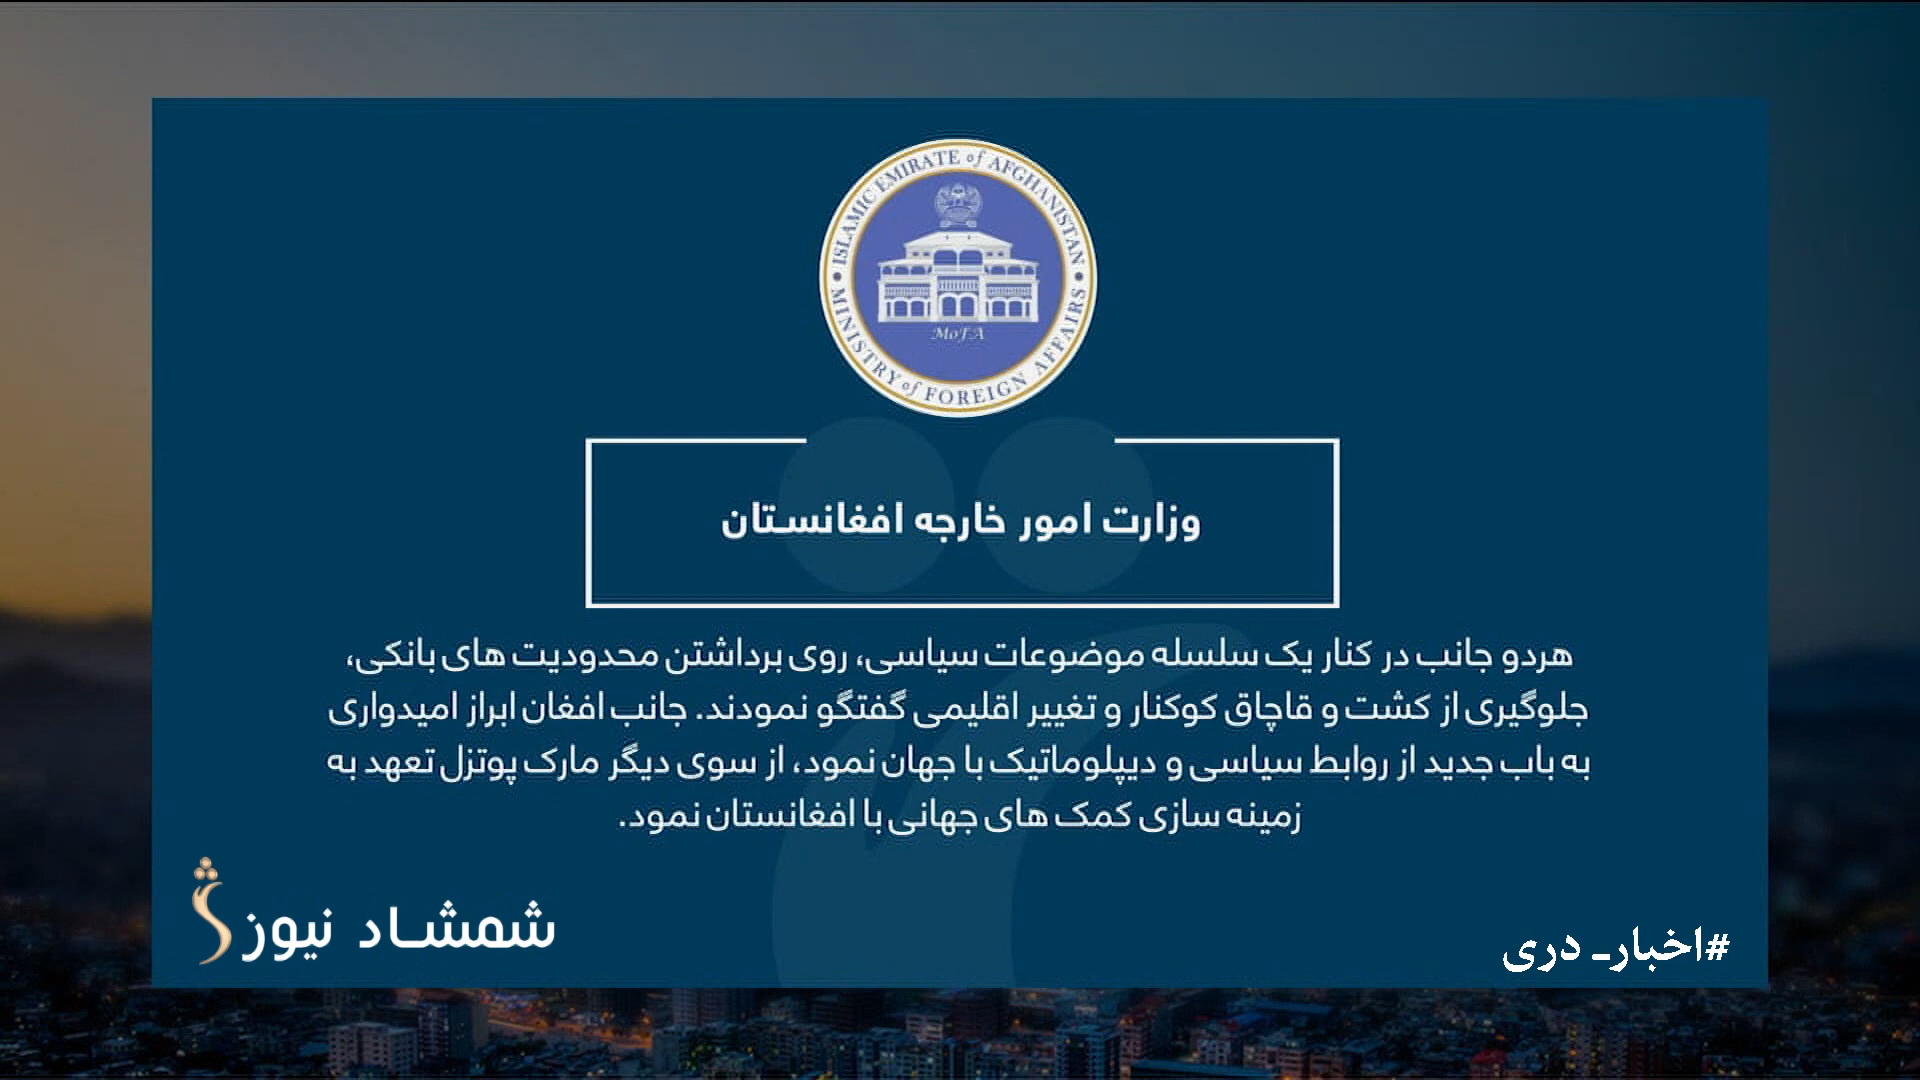 ISLAMIC EMIRATE of AFGHANISTAN
MINISTRY of FOREIGN AFFAIRS
MoFA
وزارت امور خارجه افغانستان
هردو جانب در کنار یک سلسله موضوعات سیاسی، روی برداشتن محدودیت های بانکی،
جلوگیری از کشت و قاچاق کوکنار و تغییر اقلیمی گفتگو نمودند. جانب افغان ابراز امیدواری
به باب جدید از روابط سیاسی و دیپلوماتیک با جهان نمود، از سوی دیگر مارک پوتزل تعهد به
زمینه سازی کمک های جهانی با افغانستان نمود.
شمشاد نیوز
#اخبارـ دری